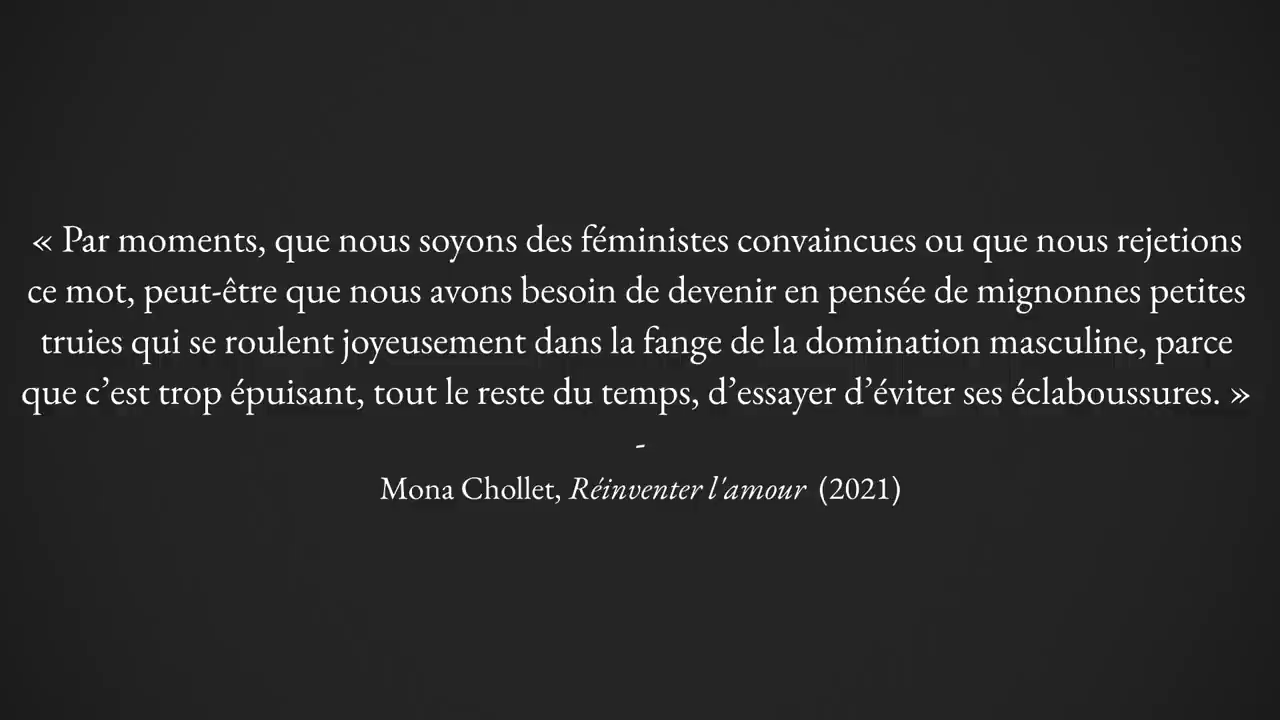 « Par moments, que nous soyons des féministes convaincues ou que nous rejetions
ce mot, peut-être que nous avons besoin de devenir en pensée de mignonnes petites
truies qui se roulent joyeusement dans la fange de la domination masculine, parce
que c’est trop épuisant, tout le reste du temps, d’essayer d’éviter ses éclaboussures. »
-
Mona Chollet, Réinventer l'amour (2021)